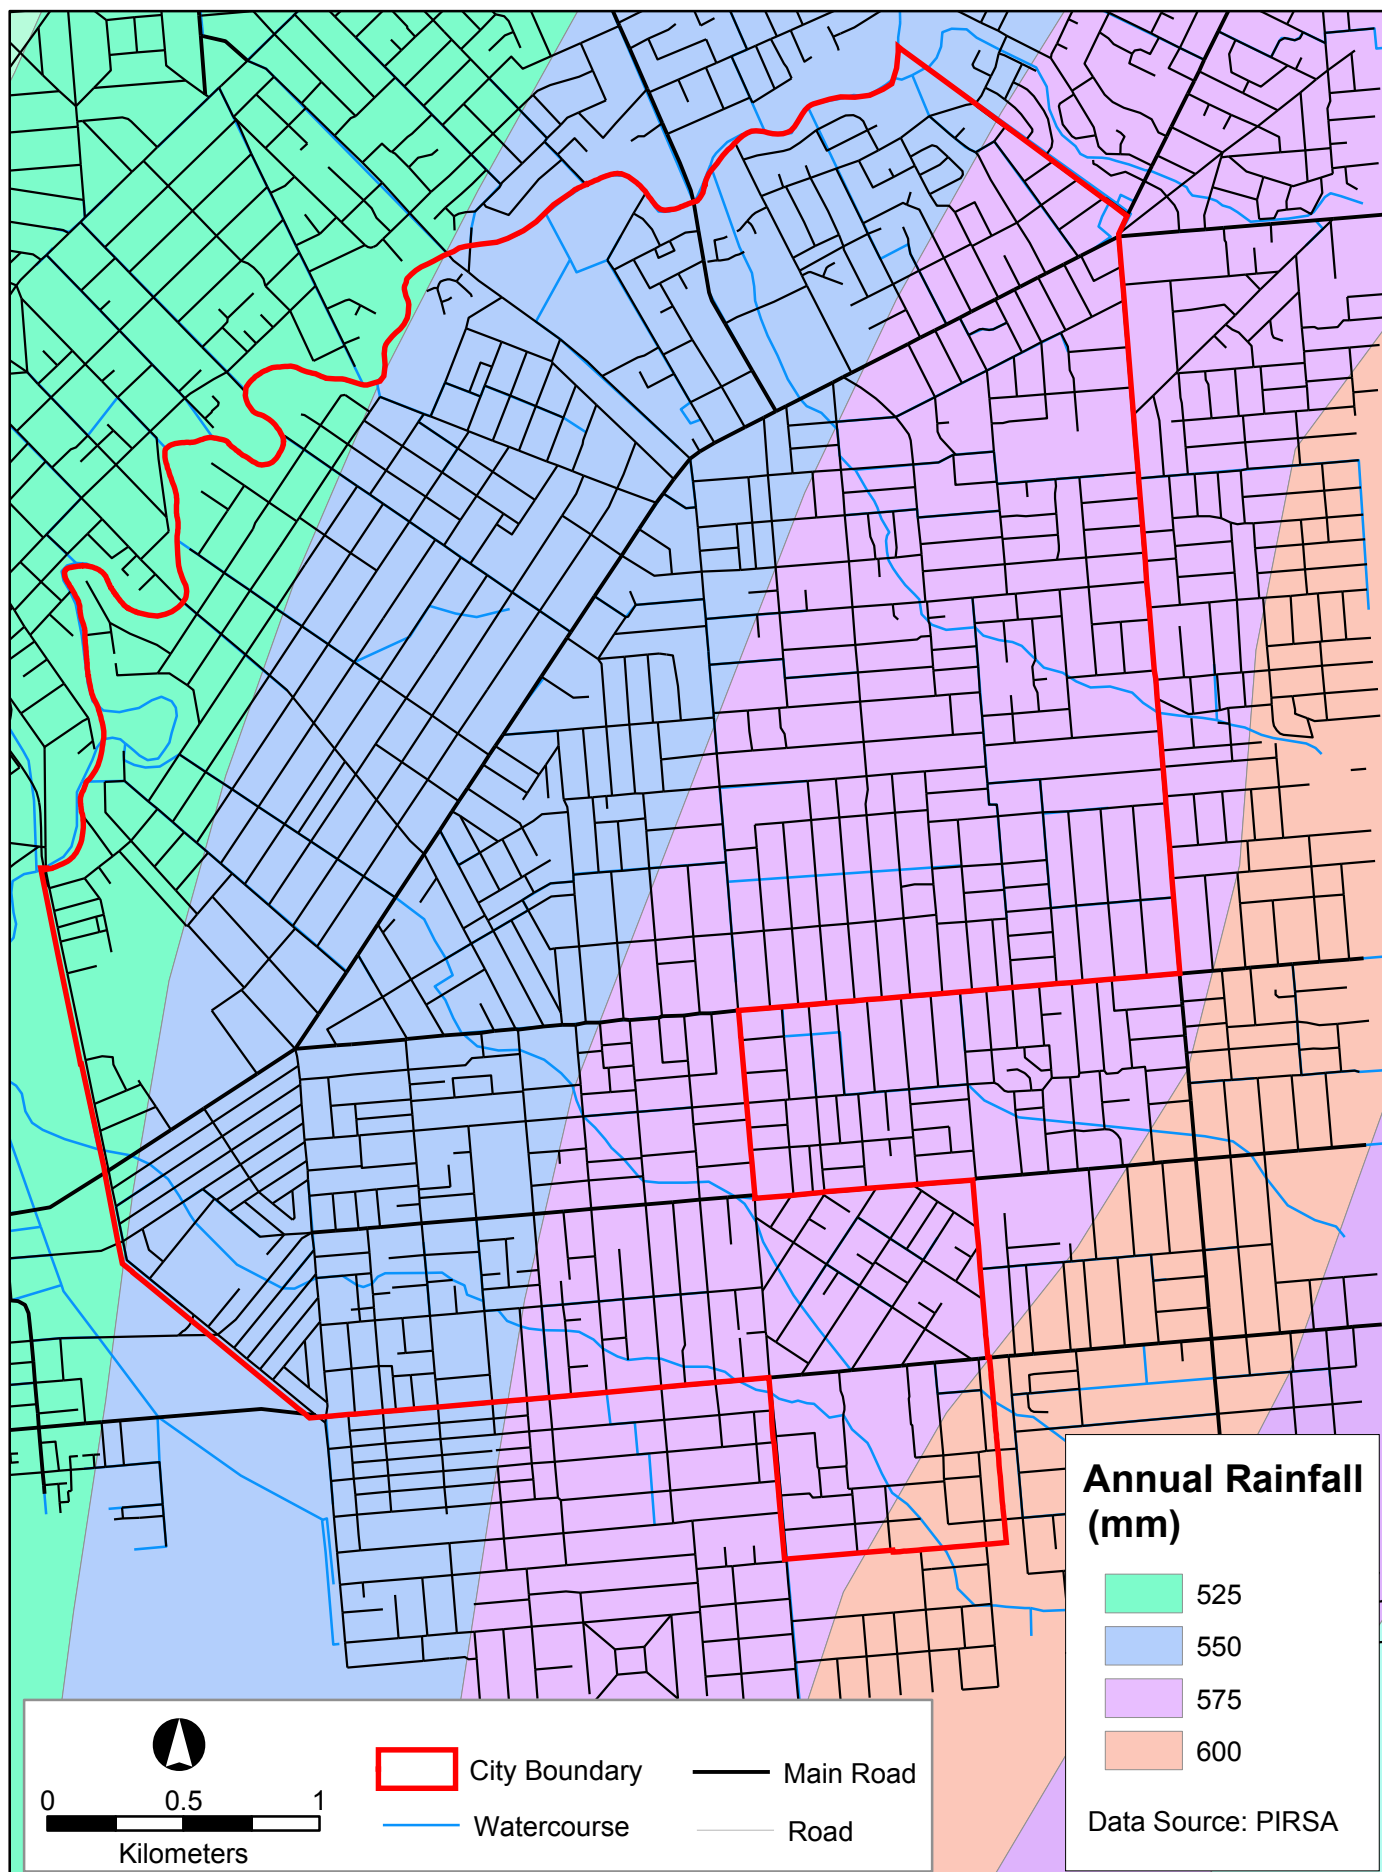 Annual Rainfall
(mm)
525
550
575
600
Data Source: PIRSA
0 0.5 1
Kilometers
City Boundary
Main Road
Watercourse
Road